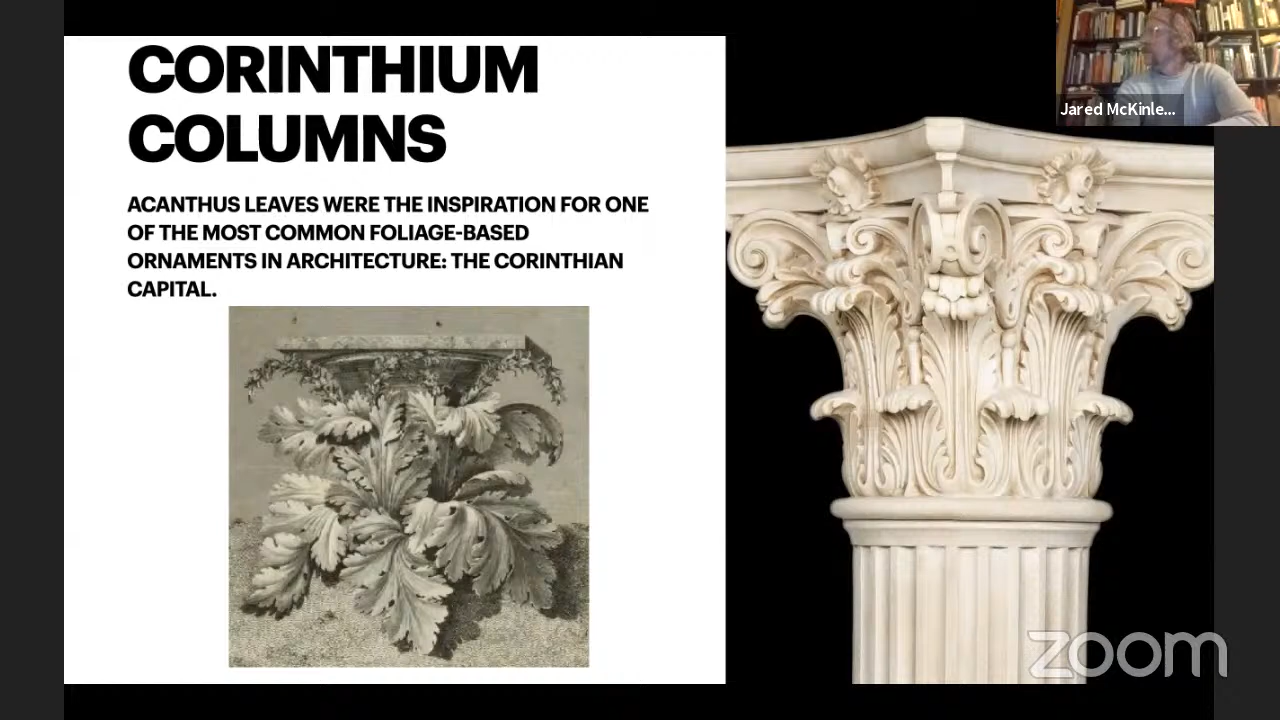 CORINTHIUM
COLUMNS
ACANTHUS LEAVES WERE THE INSPIRATION FOR ONE
OF THE MOST COMMON FOLIAGE-BASED
ORNAMENTS IN ARCHITECTURE: THE CORINTHIAN
CAPITAL.
Jared McKinle...
zoom